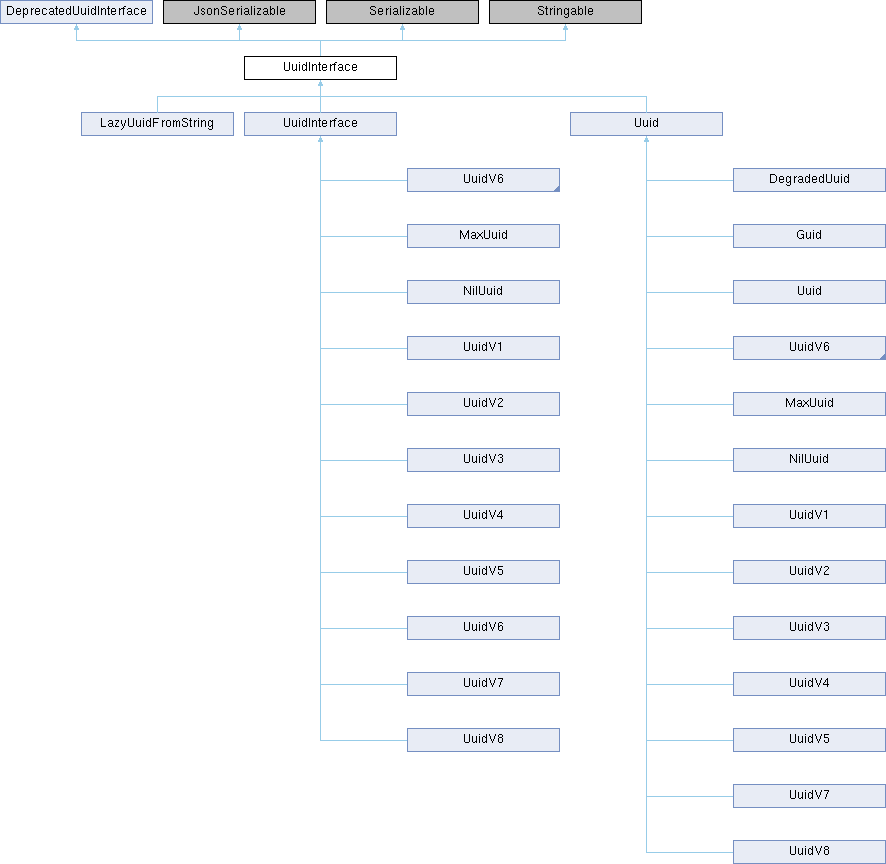 DeprecatedUuidInterface
JsonSerializable
Serializable
Stringable
UuidInterface
LazyUuidFromString
UuidInterface
Uuid
UuidV6
DegradedUuid
MaxUuid
Guid
NilUuid
Uuid
UuidV1
UuidV6
UuidV2
MaxUuid
UuidV3
NilUuid
UuidV4
UuidV1
UuidV5
UuidV2
UuidV6
UuidV3
UuidV7
UuidV4
UuidV8
UuidV5
UuidV7
UuidV8